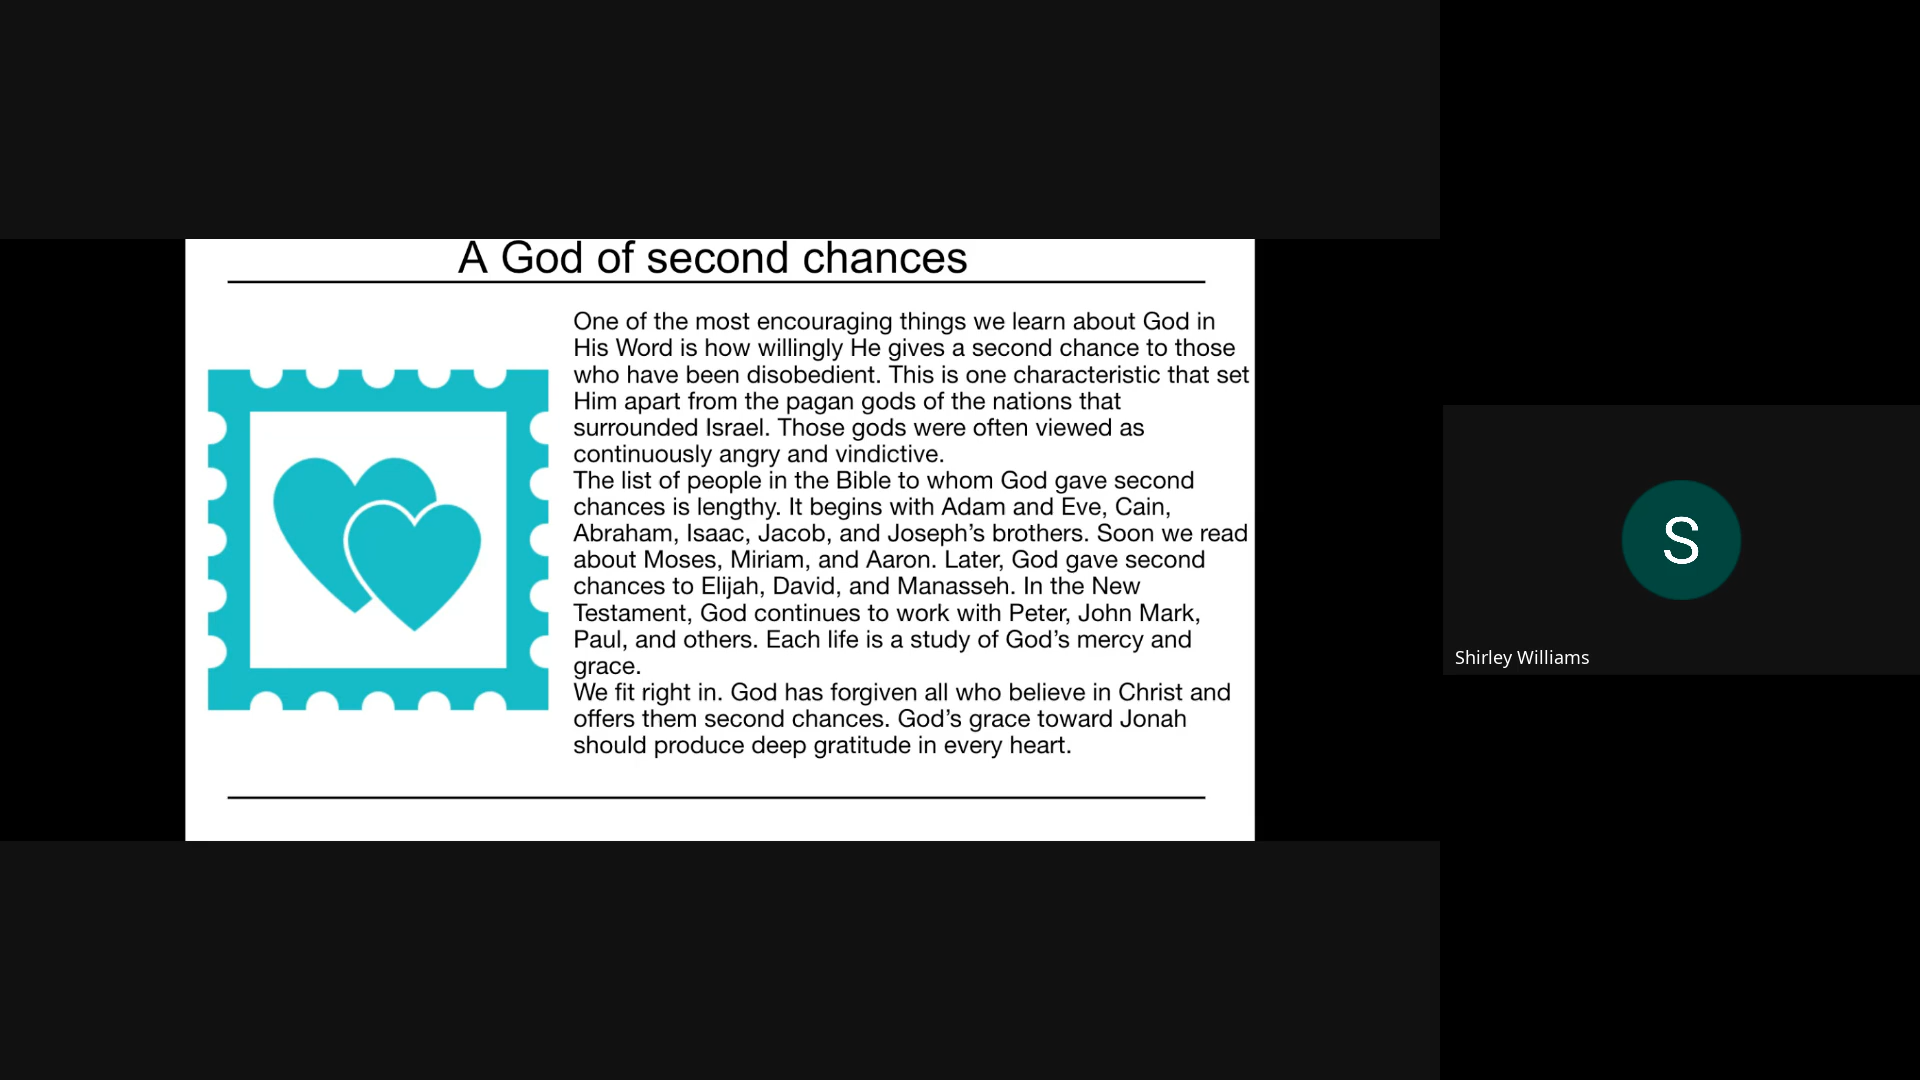 A God of second chances
One of the most encouraging things we learn about God in
His Word is how willingly He gives a second chance to those
who have been disobedient. This is one characteristic that set
Him apart from the pagan gods of the nations that
surrounded Israel. Those gods were often viewed as
continuously angry and vindictive.
The list of people in the Bible to whom God gave second
chances is lengthy. It begins with Adam and Eve, Cain,
Abraham, Isaac, Jacob, and Joseph’s brothers. Soon we read
about Moses, Miriam, and Aaron. Later, God gave second
chances to Elijah, David, and Manasseh. In the New
Testament, God continues to work with Peter, John Mark,
Paul, and others. Each life is a study of God’s mercy and
grace.
We fit right in. God has forgiven all who believe in Christ and
offers them second chances. God’s grace toward Jonah
should produce deep gratitude in every heart.
S
Shirley Williams